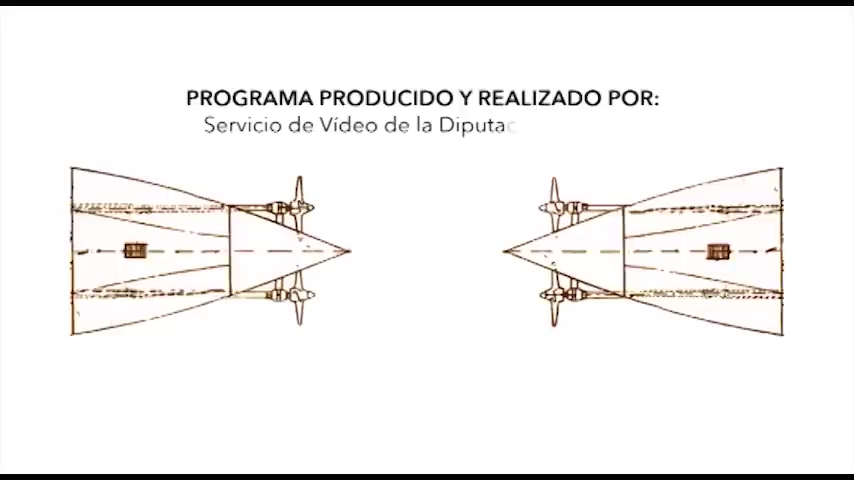 PROGRAMA PRODUCIDO Y REALIZADO POR:
Servicio de Vídeo de la Diputac